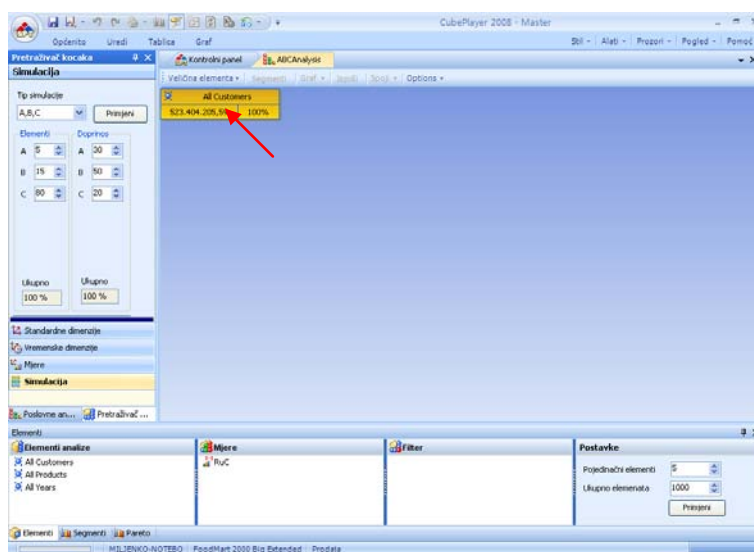 CubePlayer 2008 - Master
Općenito Uredi Tablica Graf Stil Alati Prozori Pogled Pomoć
Pretraživač kocaka
Kontrolni panel ABCAnalysis
Simulacija
Veličina elementa Segmenti Graf Options
Tip simulacije
A,B,C Primjeni
All Customers
523.404.205,5 100%
Elementi Doprinos
A 5 A 30
B 15 B 50
C 80 C 20
Ukupno Ukupno
100 % 100 %
Standardne dimenzije
Vremenske dimenzije
Mjere
Simulacija
Poslovne an... Pretraživač ...
Elementi
Elementi analize Mjere Filter Postavke
All Customers RuC
All Products
All Years
Pojedinačni elementi 5
Ukupno elemenata 1000
Primjeni
Elementi Segmenti Pareto
MILJENKO-NOTEBO FoodMart 2000 Big Extended Prodaja